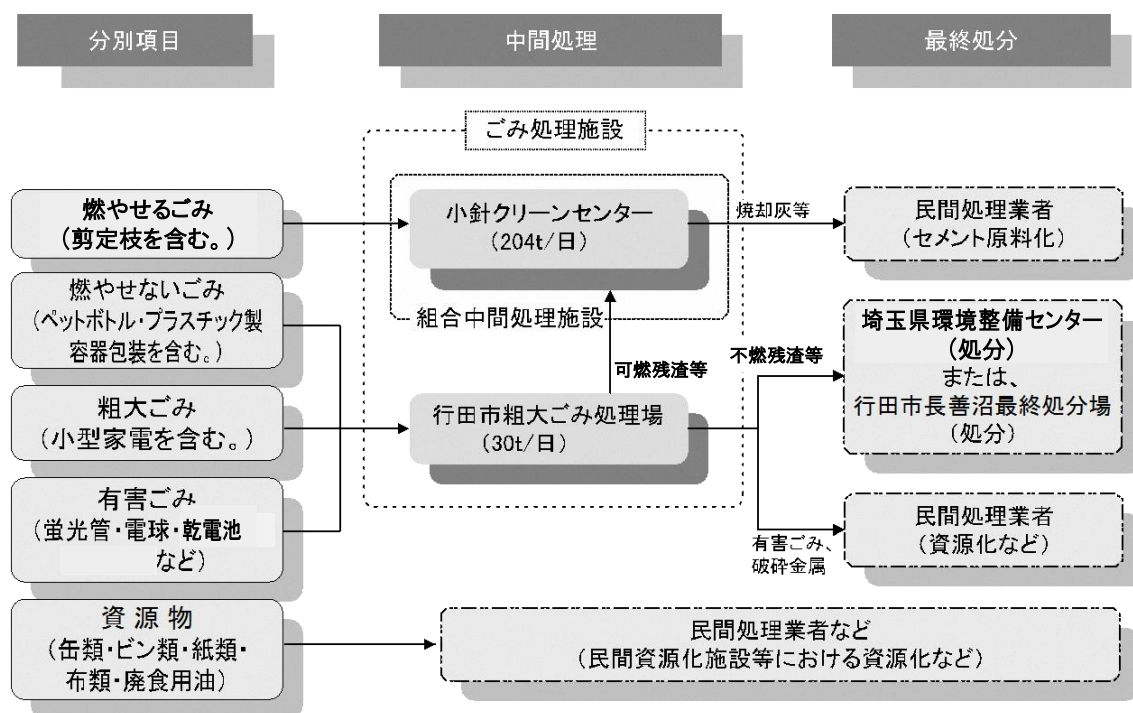 分別項目
中間処理
最終処分
ごみ処理施設
燃やせるごみ
(剪定枝を含む。)
小針クリーンセンター
(204t/日)
焼却灰等
民間処理業者
(セメント原料化)
燃やせないごみ
(ペットボトル・プラスチック製
容器包装を含む。)
組合中間処理施設
可燃残渣等
不燃残渣等
埼玉県環境整備センター
(処分)
または、
行田市長善沼最終処分場
(処分)
粗大ごみ
(小型家電を含む。)
行田市粗大ごみ処理場
(30t/日)
有害ごみ
(蛍光管・電球・乾電池
など)
有害ごみ、
破砕金属
民間処理業者
(資源化など)
資源物
(缶類・ビン類・紙類・
布類・廃食用油)
民間処理業者など
(民間資源化施設等における資源化など)